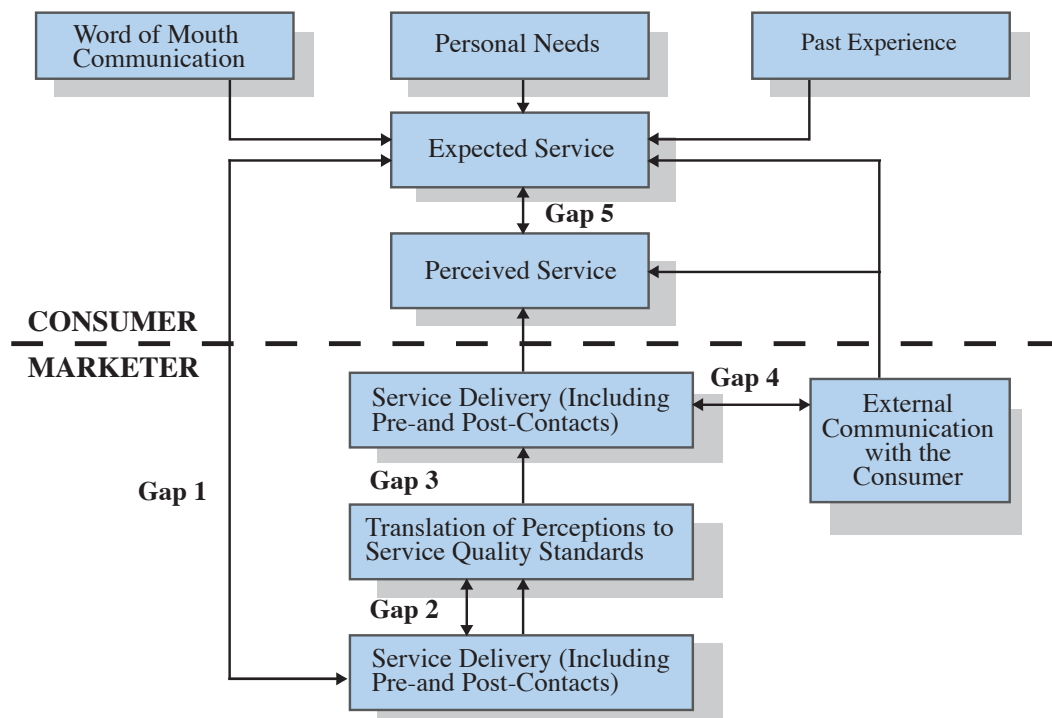 Word of Mouth
Communication
Personal Needs
Past Experience
Expected Service
Gap 5
Perceived Service
CONSUMER
MARKETER
Service Delivery (Including
Pre-and Post-Contacts)
Gap 4
External
Communication
with the
Consumer
Gap 1
Gap 3
Translation of Perceptions to
Service Quality Standards
Gap 2
Service Delivery (Including
Pre-and Post-Contacts)